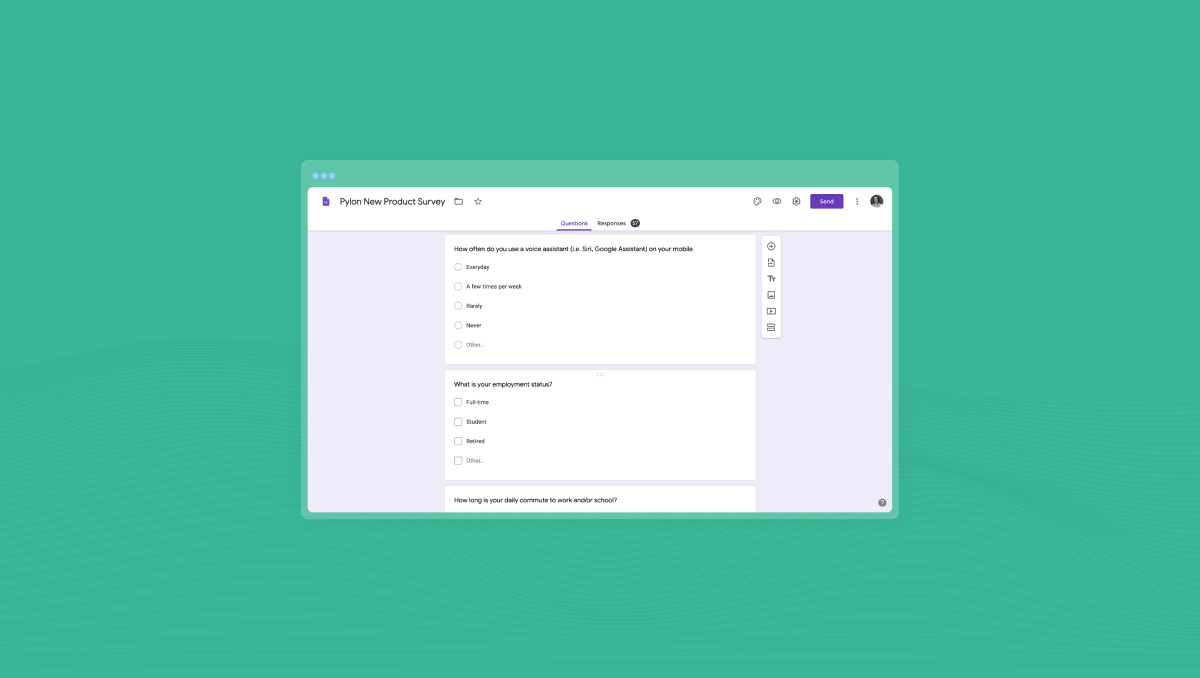 Pylon New Product Survey
Send
Questions
Responses 37
How often do you use a voice assistant (i.e. Siri, Google Assistant) on your mobile
Everyday
A few times per week
Rarely
Never
Other...
Tт
What is your employment status?
Full-time
Student
Retired
Other...
How long is your daily commute to work and/or school?
?